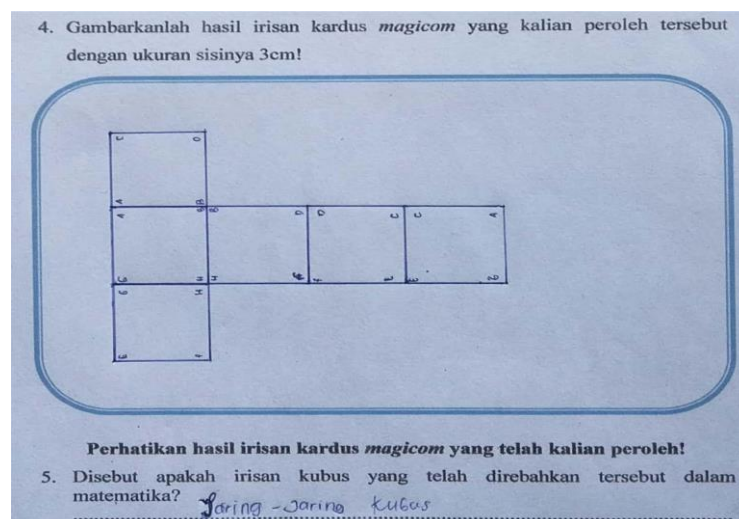 4. Gambarkanlah hasil irisan kardus magicom yang kalian peroleh tersebut
dengan ukuran sisinya 3cm!
C D
A B
A B B D D C C A
G H H F F E E G
G H
E F
Perhatikan hasil irisan kardus magicom yang telah kalian peroleh!
5. Disebut apakah irisan kubus yang telah direbahkan tersebut dalam
matematika? Jaring-Jaring Kubus